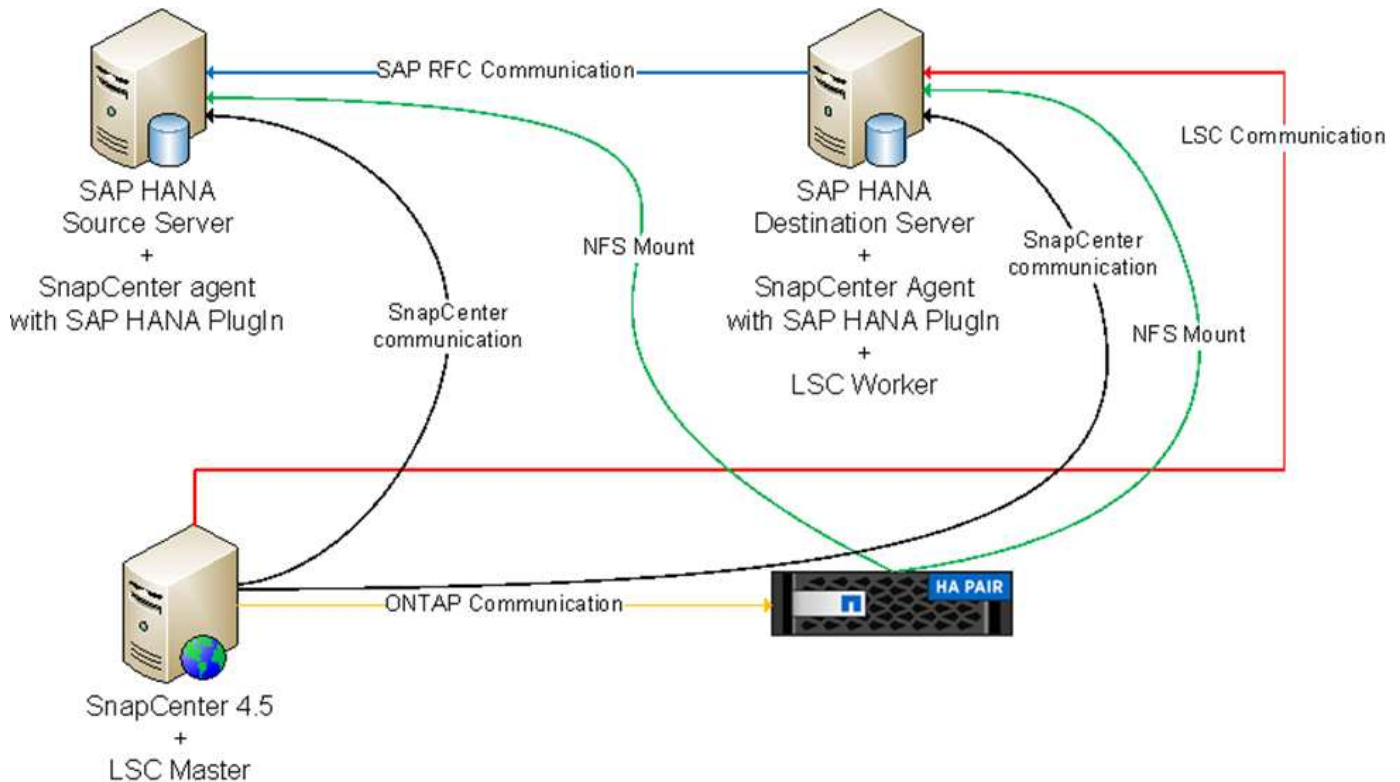 SAP RFC Communication
LSC Communication
SAP HANA
Source Server
+
SnapCenter agent
with SAP HANA PlugIn
NFS Mount
SnapCenter
communication
SAP HANA
Destination Server
+
SnapCenter Agent
with SAP HANA PlugIn
+
LSC Worker
SnapCenter
communication
NFS Mount
ONTAP Communication
HA PAIR
SnapCenter 4.5
+
LSC Master